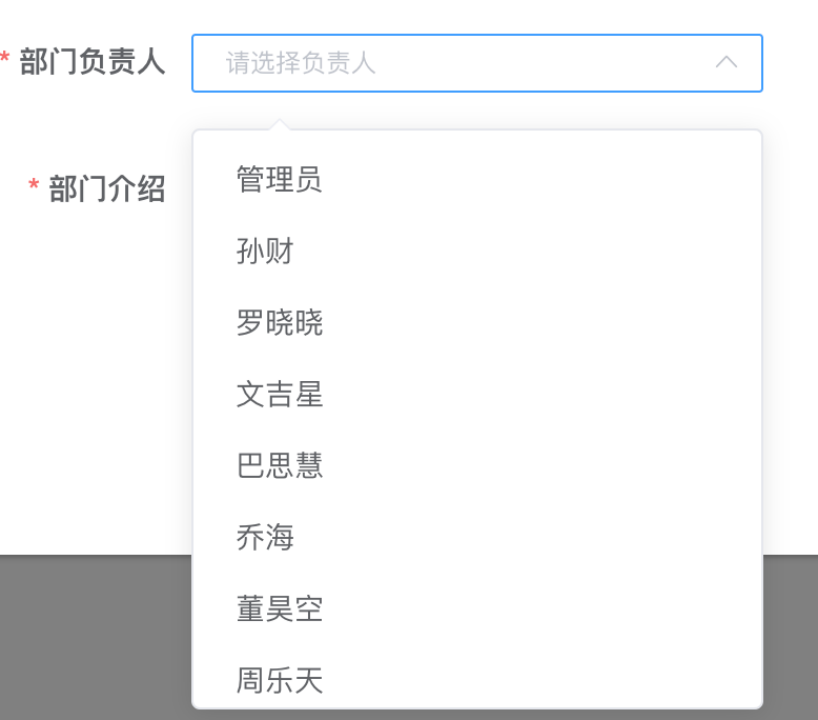 * 部门负责人 请选择负责人
* 部门介绍
管理员
孙财
罗晓晓
文吉星
巴思慧
乔海
董昊空
周乐天